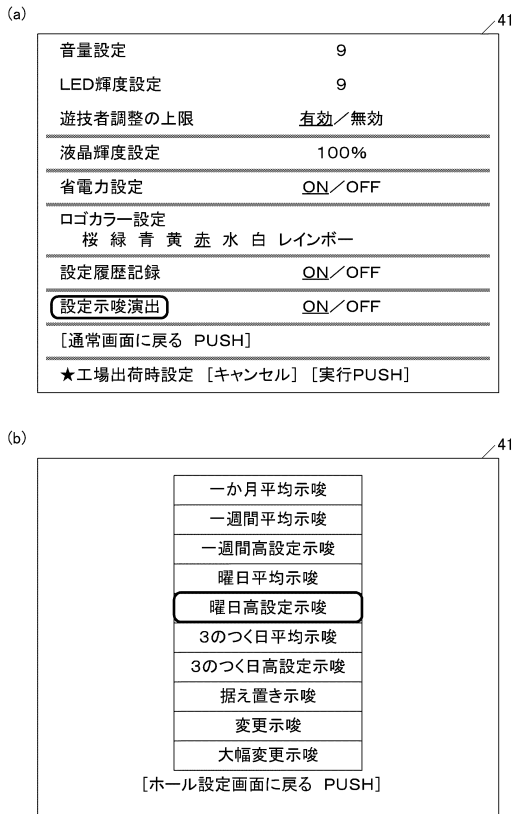 (a)
41
音量設定 9
LED輝度設定 9
遊技者調整の上限 有効／無効
液晶輝度設定 100%
省電力設定 ON／OFF
ロゴカラー設定
桜 緑 青 黄 赤 水 白 レインボー
設定履歴記録 ON／OFF
設定示唆演出 ON／OFF
[通常画面に戻る PUSH]
★工場出荷時設定 [キャンセル] [実行PUSH]
(b)
41
一か月平均示唆
一週間平均示唆
一週間高設定示唆
曜日平均示唆
曜日高設定示唆
3のつく日平均示唆
3のつく日高設定示唆
据え置き示唆
変更示唆
大幅変更示唆
[ホール設定画面に戻る PUSH]